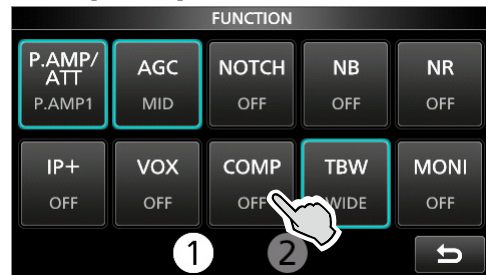 FUNCTION
P.AMP/
ATT
P.AMP1
AGC
MID
NOTCH
OFF
NB
OFF
NR
OFF
IP+
OFF
VOX
OFF
COMP
OFF
TBW
WIDE
MONI
OFF
1
2